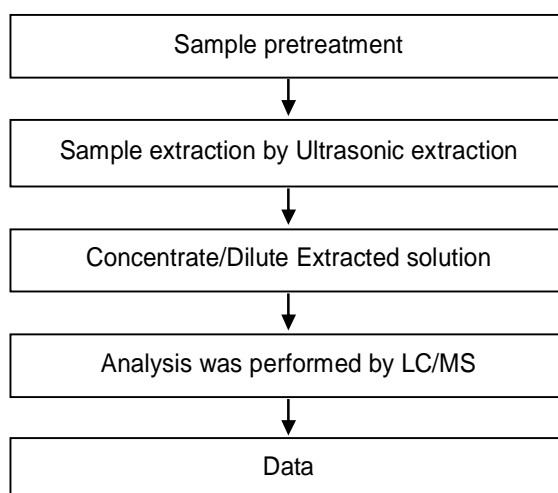 Sample pretreatment
Sample extraction by Ultrasonic extraction
Concentrate/Dilute Extracted solution
Analysis was performed by LC/MS
Data